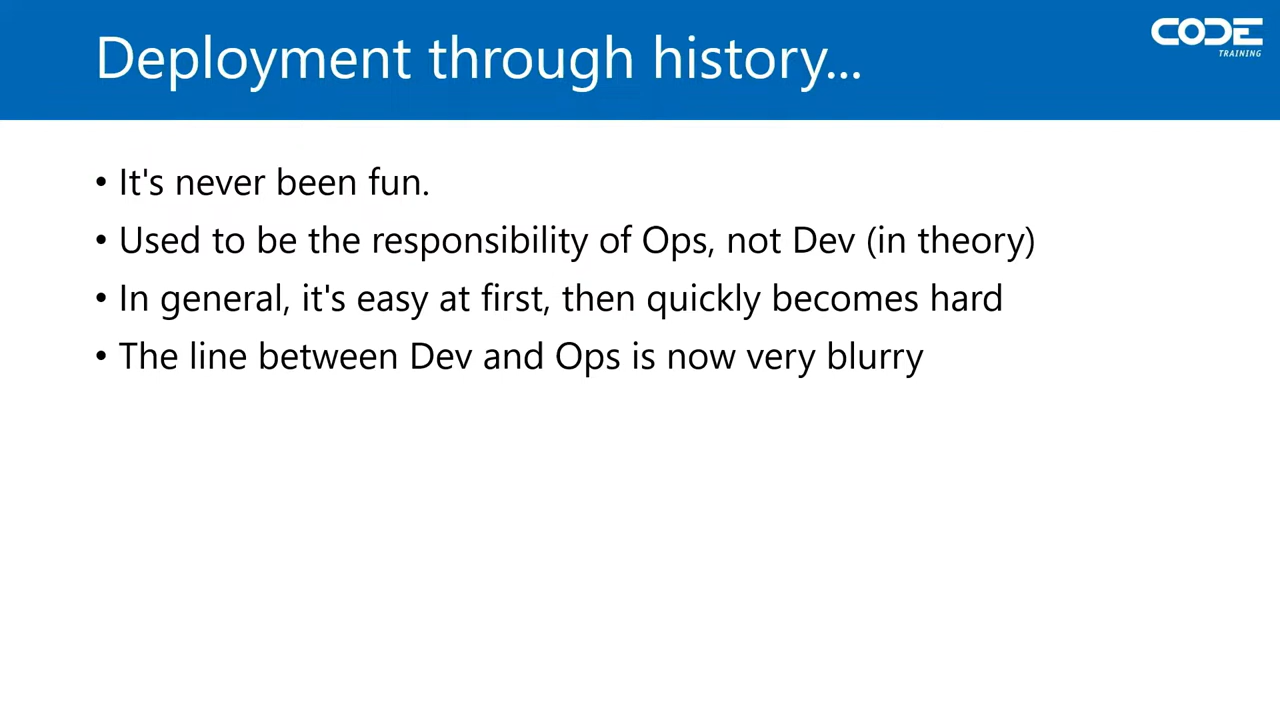 Deployment through history...
CODE
TRAINING
• It's never been fun.
• Used to be the responsibility of Ops, not Dev (in theory)
• In general, it's easy at first, then quickly becomes hard
• The line between Dev and Ops is now very blurry